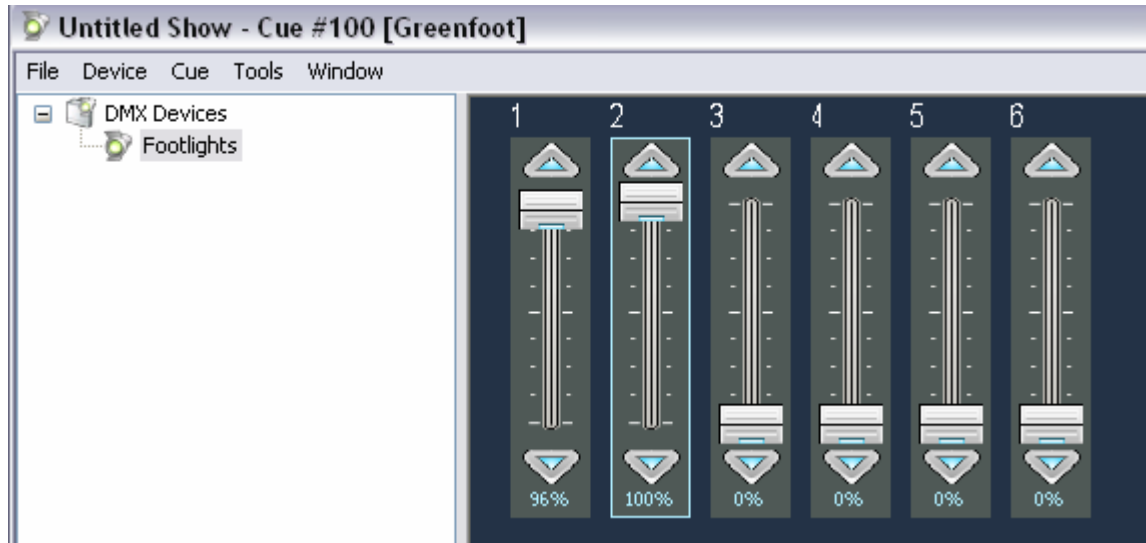 Untitled Show - Cue #100 [Greenfoot]
File Device Cue Tools Window
DMX Devices
Footlights
1 2 3 4 5 6
96% 100% 0% 0% 0% 0%